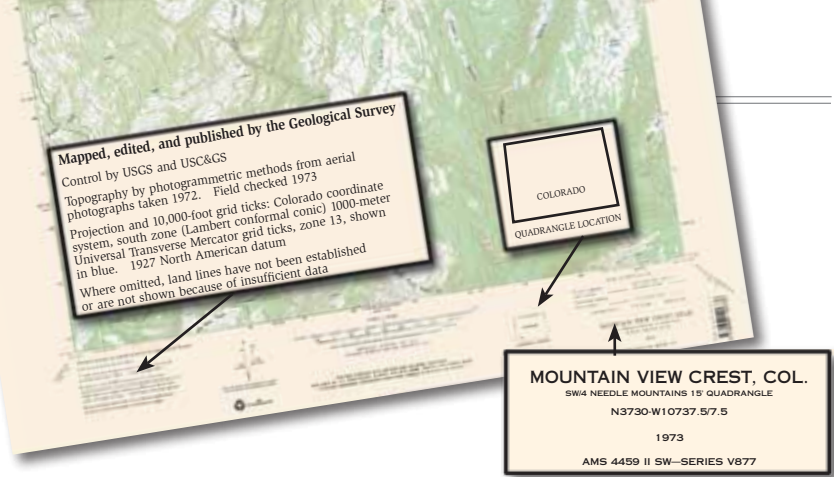 Mapped, edited, and published by the Geological Survey
Control by USGS and USC&GS
Topography by photogrammetric methods from aerial
photographs taken 1972. Field checked 1973
Projection and 10,000-foot grid ticks: Colorado coordinate
system, south zone (Lambert conformal conic) 1000-meter
Universal Transverse Mercator grid ticks, zone 13, shown
in blue. 1927 North American datum
Where omitted, land lines have not been established
or are not shown because of insufficient data
COLORADO
QUADRANGLE LOCATION
MOUNTAIN VIEW CREST, COL.
SW/4 NEEDLE MOUNTAINS 15' QUADRANGLE
N3730-W10737.5/7.5
1973
AMS 4459 II SW—SERIES V877